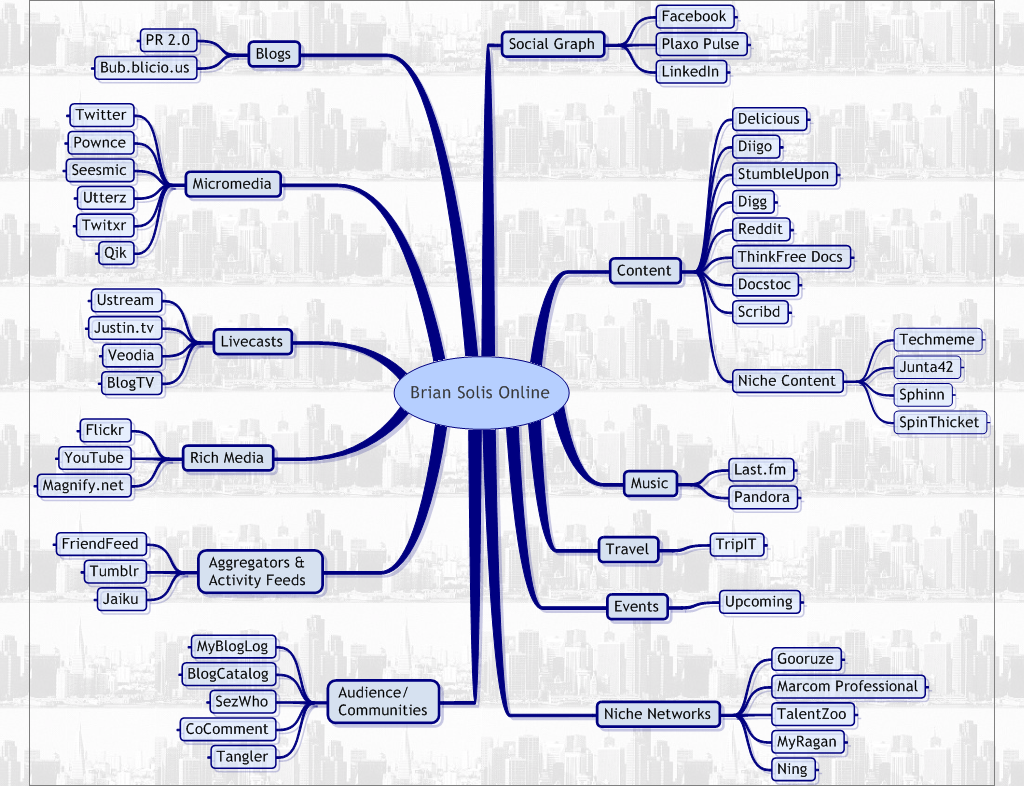 Brian Solis Online
Blogs
PR 2.0
Bub.blicio.us
Micromedia
Twitter
Pownce
Seesmic
Utterz
Twitxr
Qik
Livecasts
Ustream
Justin.tv
Veodia
BlogTV
Rich Media
Flickr
YouTube
Magnify.net
Aggregators &
Activity Feeds
FriendFeed
Tumblr
Jaiku
Audience/
Communities
MyBlogLog
BlogCatalog
SezWho
CoComment
Tangler
Social Graph
Facebook
Plaxo Pulse
LinkedIn
Content
Delicious
Diigo
StumbleUpon
Digg
Reddit
ThinkFree Docs
Docstoc
Scribd
Niche Content
Techmeme
Junta42
Sphinn
SpinThicket
Music
Last.fm
Pandora
Travel
TripIT
Events
Upcoming
Niche Networks
Gooruze
Marcom Professional
TalentZoo
MyRagan
Ning